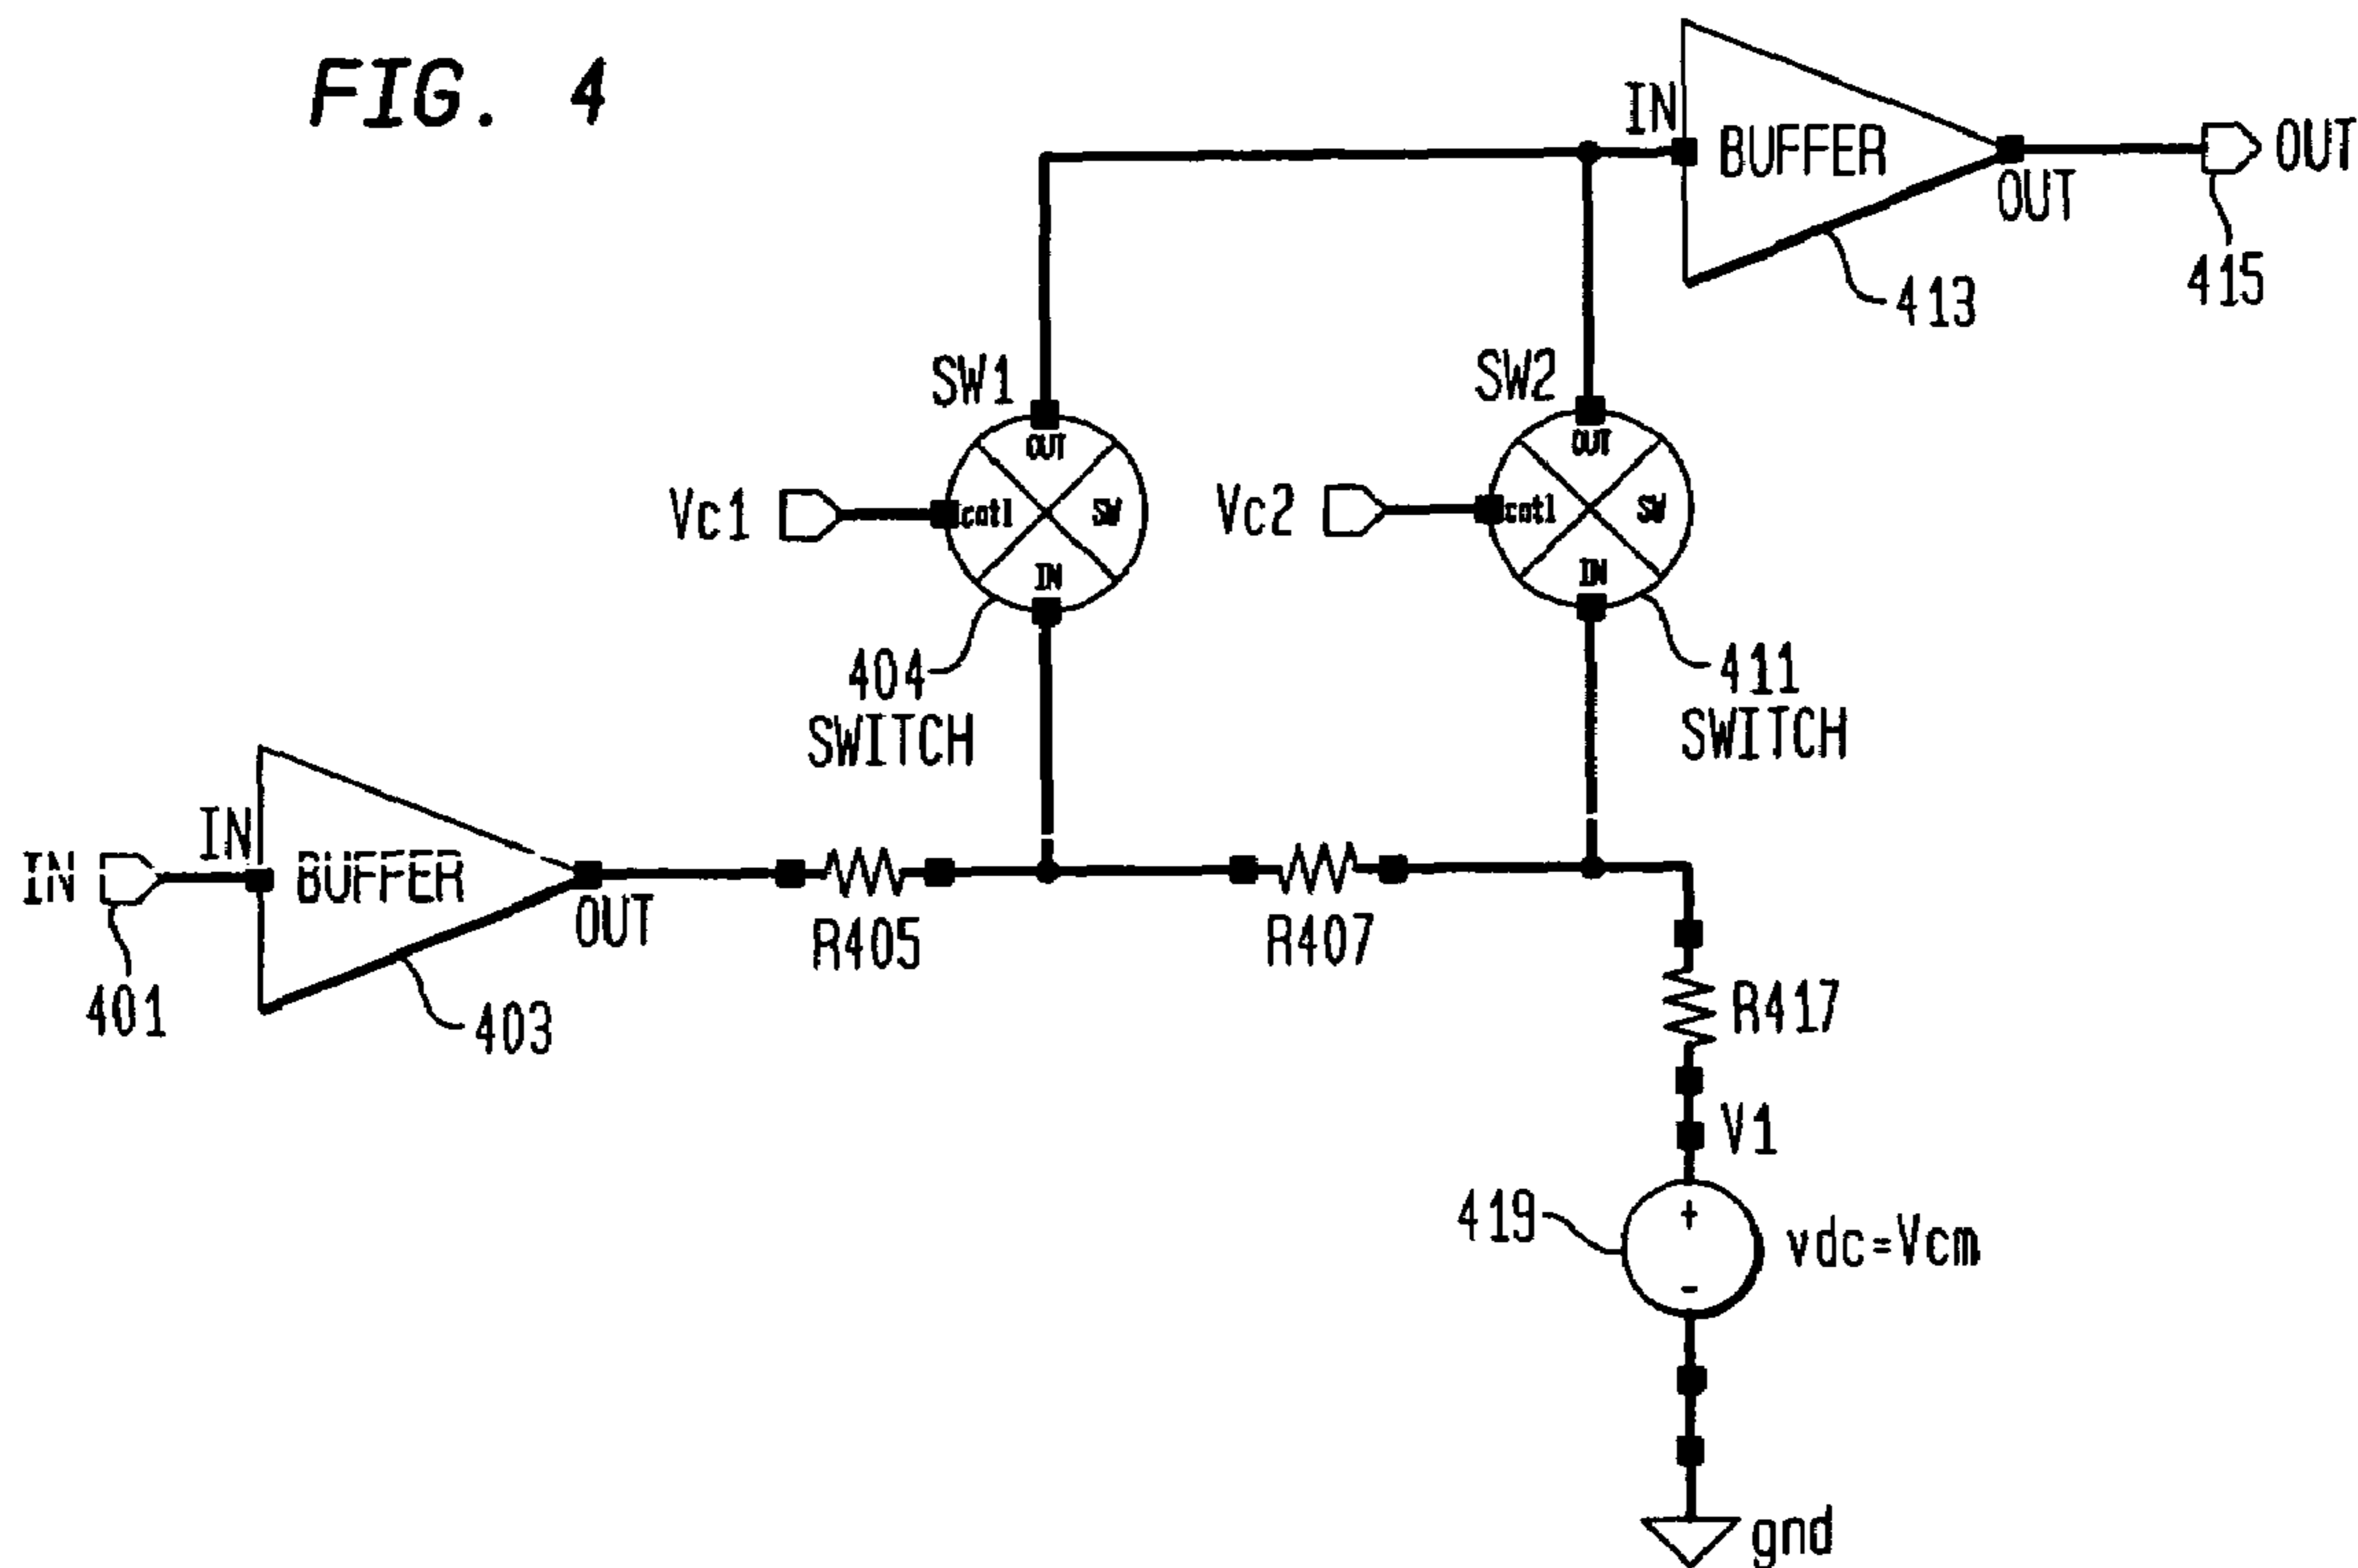 FIG. 4
IN
BUFFER
OUT
OUT
413
415
SW1
SW2
OUT
OUT
Vc1
cntl
SW
Vc2
cntl
SW
IN
IN
404
SWITCH
411
SWITCH
IN
IN
BUFFER
OUT
R405
R407
401
403
R417
V1
419
+
-
vdc=Vcm
gnd